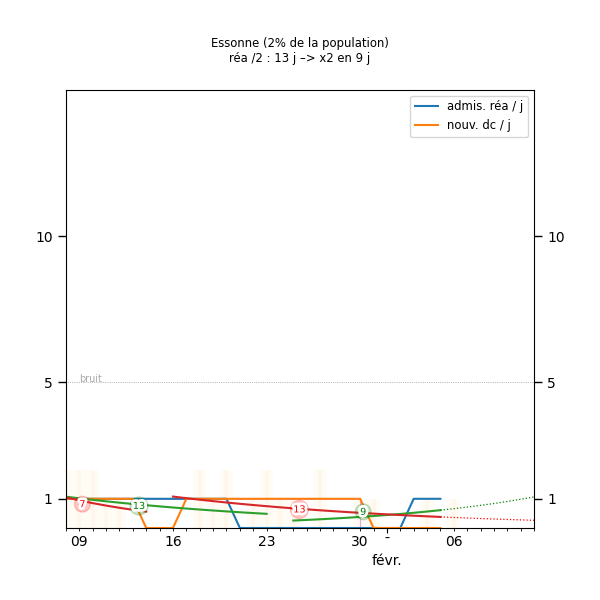 Essonne (2% de la population)
réa /2 : 13 j –> x2 en 9 j
admis. réa / j
nouv. dc / j
10
10
5
5
bruit
1
1
7
13
13
9
09
16
23
30
-
06
févr.